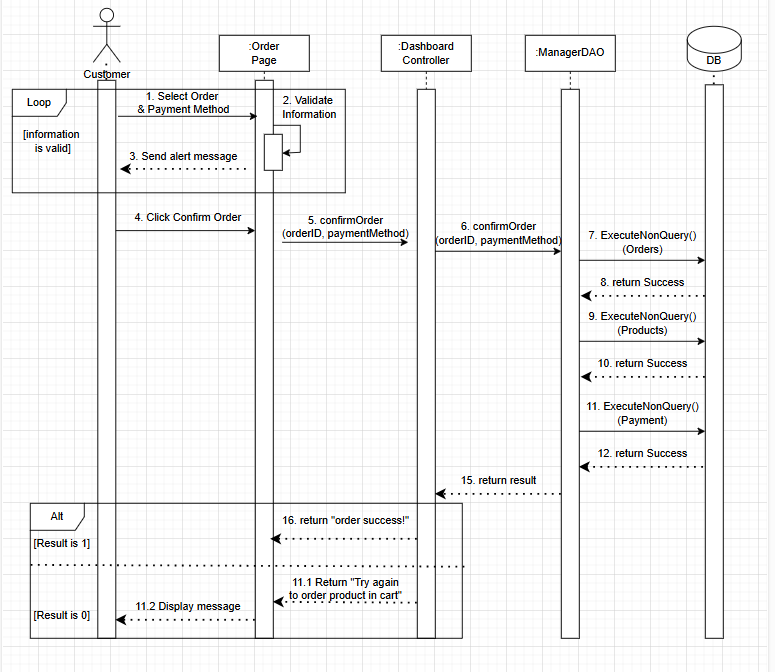 :Order
Page
:Dashboard
Controller
:ManagerDAO
DB
Customer
Loop
1. Select Order
& Payment Method
2. Validate
Information
[information
is valid]
3. Send alert message
4. Click Confirm Order
5. confirmOrder
(orderID, paymentMethod)
6. confirmOrder
(orderID, paymentMethod)
7. ExecuteNonQuery()
(Orders)
8. return Success
9. ExecuteNonQuery()
(Products)
10. return Success
11. ExecuteNonQuery()
(Payment)
12. return Success
15. return result
Alt
16. return "order success!"
[Result is 1]
11.1 Return "Try again
to order product in cart"
11.2 Display message
[Result is 0]